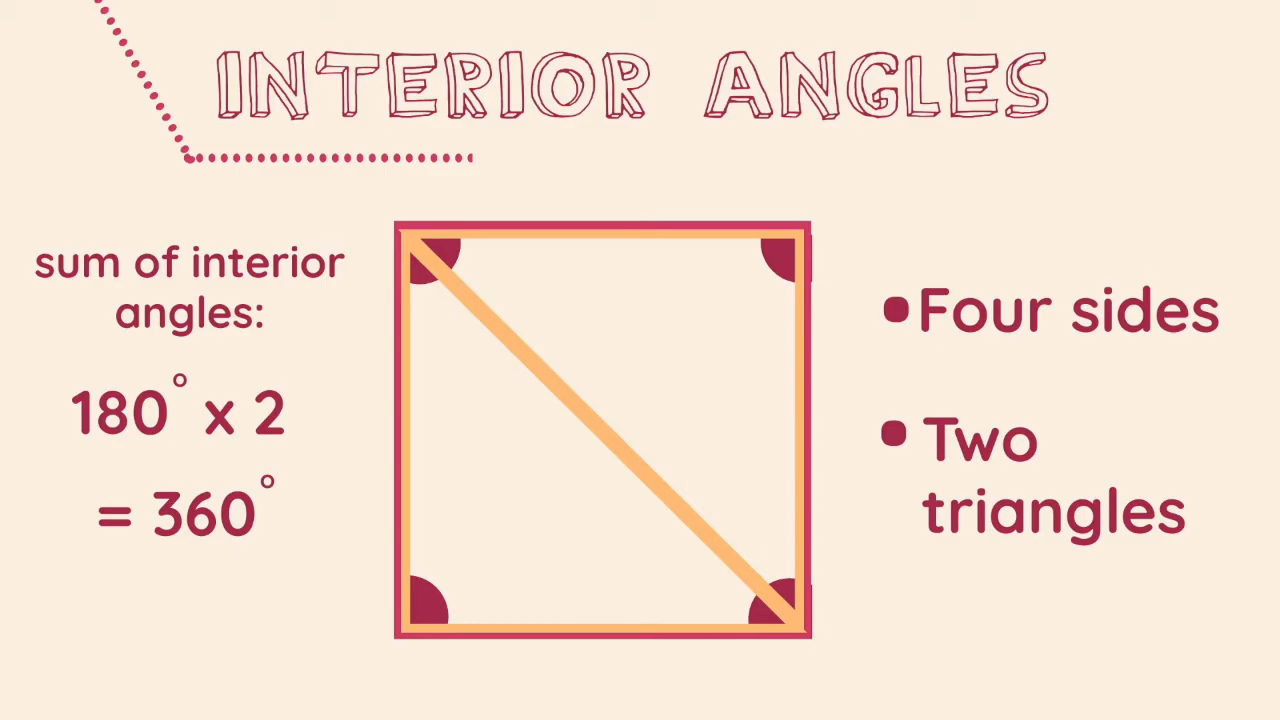 INTERIOR ANGLES
sum of interior
angles:
180° x 2
= 360°
•Four sides
• Two
triangles